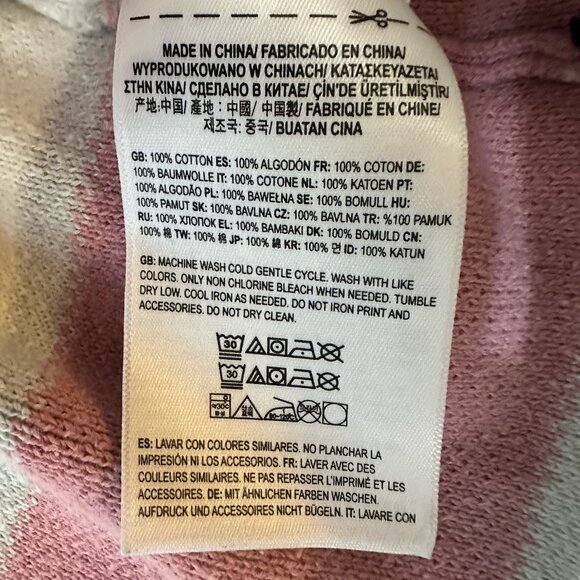 MADE IN CHINA/ FABRICADO EN CHINA/
WYPRODUKOWANO W CHINACH/ ΚΑΤΑΣΚΕΥΑΖΕΤΑΙ
ΣΤΗΝ ΚΙΝΑ/ СДЕЛАНО В КИТАЕ/ ÇİN'DE ÜRETİLMİŞTİR/
产地:中国/ 產地：中國/ 中国製/ FABRIQUÉ EN CHINE/
제조국: 중국/ BUATAN CINA
GB: 100% COTTON ES: 100% ALGODÓN FR: 100% COTON DE:
100% BAUMWOLLE IT: 100% COTONE NL: 100% KATOEN PT:
100% ALGODÃO PL: 100% BAWEŁNA SE: 100% BOMULL HU:
100% PAMUT SK: 100% BAVLNA CZ: 100% BAVLNA TR: %100 PAMUK
RU: 100% ХЛОПОК EL: 100% BAMBAKI DK: 100% BOMULD CN:
100% 棉 TW: 100% 棉 JP: 100% 綿 KR: 100% 면 ID: 100% KATUN
GB: MACHINE WASH COLD GENTLE CYCLE. WASH WITH LIKE
COLORS. ONLY NON CHLORINE BLEACH WHEN NEEDED. TUMBLE
DRY LOW. COOL IRON AS NEEDED. DO NOT IRON PRINT AND
ACCESSORIES. DO NOT DRY CLEAN.
30
30
80-120℃
ES: LAVAR CON COLORES SIMILARES. NO PLANCHAR LA
IMPRESIÓN NI LOS ACCESORIOS. FR: LAVER AVEC DES
COULEURS SIMILAIRES. NE PAS REPASSER L'IMPRIMÉ ET LES
ACCESSOIRES. DE: MIT ÄHNLICHEN FARBEN WASCHEN.
AUFDRUCK UND ACCESSOIRES NICHT BÜGELN. IT: LAVARE CON